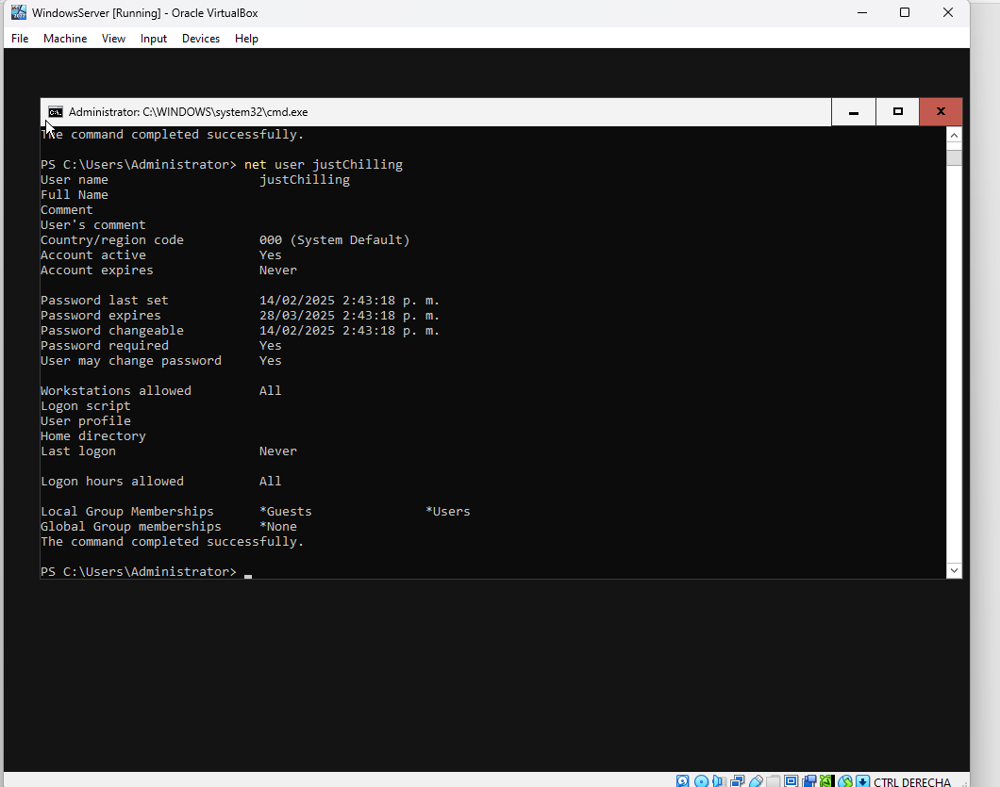 WindowsServer [Running] - Oracle VirtualBox
File Machine View Input Devices Help
Administrator: C:\WINDOWS\system32\cmd.exe
The command completed successfully.
PS C:\Users\Administrator> net user justChilling
User name justChilling
Full Name
Comment
User's comment
Country/region code 000 (System Default)
Account active Yes
Account expires Never
Password last set 14/02/2025 2:43:18 p. m.
Password expires 28/03/2025 2:43:18 p. m.
Password changeable 14/02/2025 2:43:18 p. m.
Password required Yes
User may change password Yes
Workstations allowed All
Logon script
User profile
Home directory
Last logon Never
Logon hours allowed All
Local Group Memberships *Guests *Users
Global Group memberships *None
The command completed successfully.
PS C:\Users\Administrator>
CTRL DERECHA